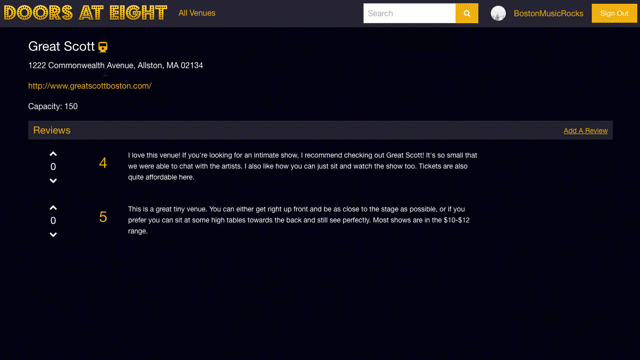 DOORS AT EIGHT
All Venues
Search
BostonMusicRocks
Sign Out
Great Scott
1222 Commonwealth Avenue, Allston, MA 02134
http://www.greatscottboston.com/
Capacity: 150
Reviews
Add A Review
0
4
I love this venue! If you're looking for an intimate show, I recommend checking out Great Scott! It's so small that
we were able to chat with the artists. I also like how you can just sit and watch the show too. Tickets are also
quite affordable here.
0
5
This is a great tiny venue. You can either get right up front and be as close to the stage as possible, or if you
prefer you can sit at some high tables towards the back and still see perfectly. Most shows are in the $10-$12
range.